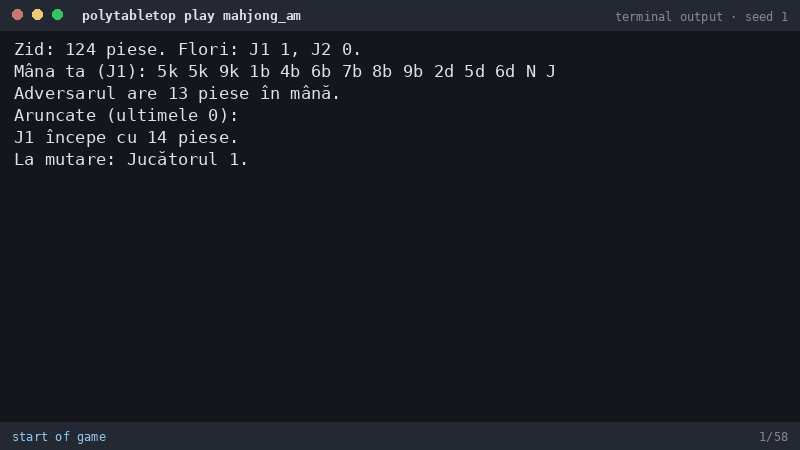 polytabletop play mahjong_am
terminal output · seed 1
Zid: 124 piese. Flori: J1 1, J2 0.
Mâna ta (J1): 5k 5k 9k 1b 4b 6b 7b 8b 9b 2d 5d 6d N J
Adversarul are 13 piese în mână.
Aruncate (ultimele 0):
J1 începe cu 14 piese.
La mutare: Jucătorul 1.
start of game
1/58